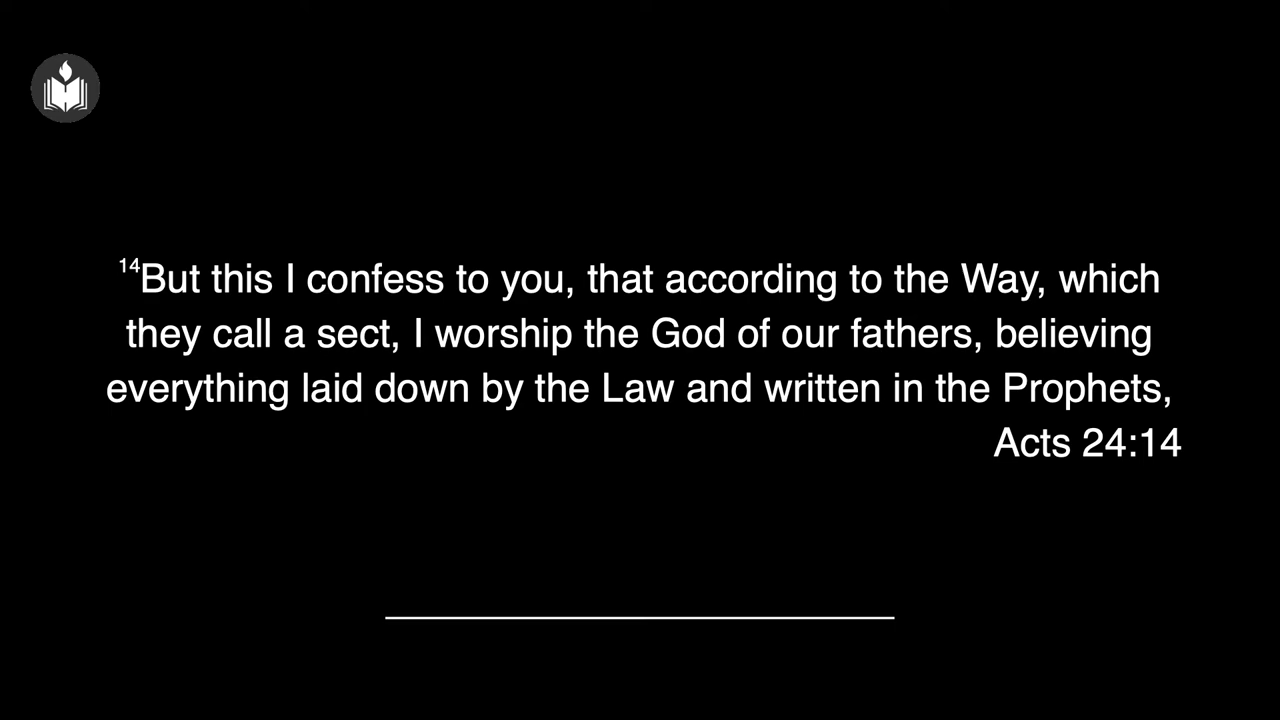 14But this I confess to you, that according to the Way, which
they call a sect, I worship the God of our fathers, believing
everything laid down by the Law and written in the Prophets,
Acts 24:14